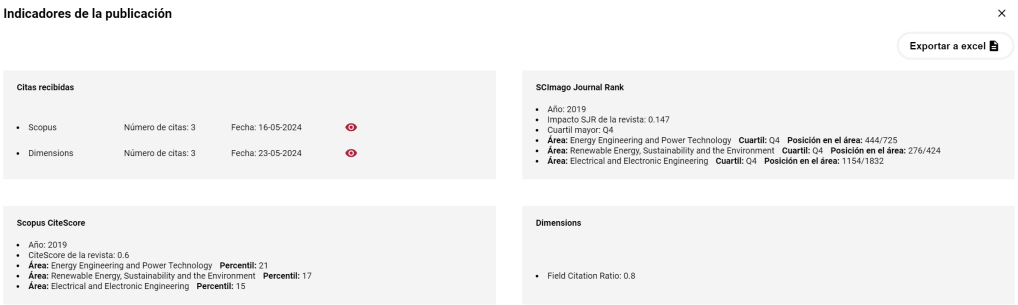 Indicadores de la publicación
Exportar a excel
Citas recibidas
Scopus Número de citas: 3 Fecha: 16-05-2024
Dimensions Número de citas: 3 Fecha: 23-05-2024
SCImago Journal Rank
Año: 2019
Impacto SJR de la revista: 0.147
Cuartil mayor: Q4
Área: Energy Engineering and Power Technology Cuartil: Q4 Posición en el área: 444/725
Área: Renewable Energy, Sustainability and the Environment Cuartil: Q4 Posición en el área: 276/424
Área: Electrical and Electronic Engineering Cuartil: Q4 Posición en el área: 1154/1832
Scopus CiteScore
Año: 2019
CiteScore de la revista: 0.6
Área: Energy Engineering and Power Technology Percentil: 21
Área: Renewable Energy, Sustainability and the Environment Percentil: 17
Área: Electrical and Electronic Engineering Percentil: 15
Dimensions
Field Citation Ratio: 0.8